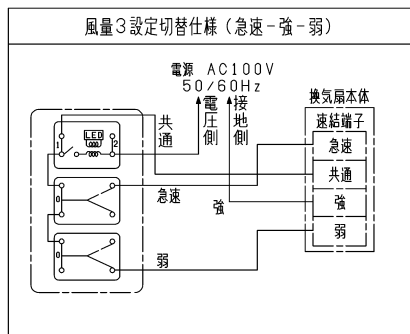 風量3設定切替仕様(急速-強-弱)
電源 AC100V
50/60Hz
電圧側
接地側
換気扇本体
速結端子
急速
共通
強
弱
共通
LED
1
2
急速
強
0
弱
0